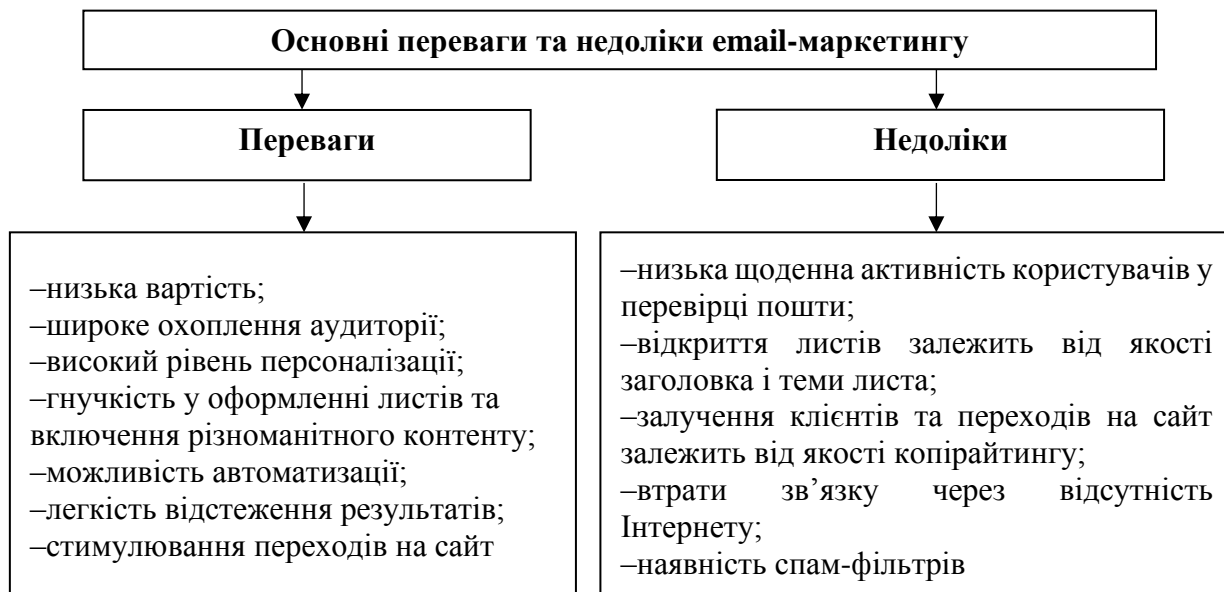 Основні переваги та недоліки email-маркетингу
Переваги
Недоліки
–низька вартість;
–широке охоплення аудиторії;
–високий рівень персоналізації;
–гнучкість у оформленні листів та
включення різноманітного контенту;
–можливість автоматизації;
–легкість відстеження результатів;
–стимулювання переходів на сайт
–низька щоденна активність користувачів у
перевірці пошти;
–відкриття листів залежить від якості
заголовка і теми листа;
–залучення клієнтів та переходів на сайт
залежить від якості копірайтингу;
–втрати зв’язку через відсутність
Інтернету;
–наявність спам-фільтрів